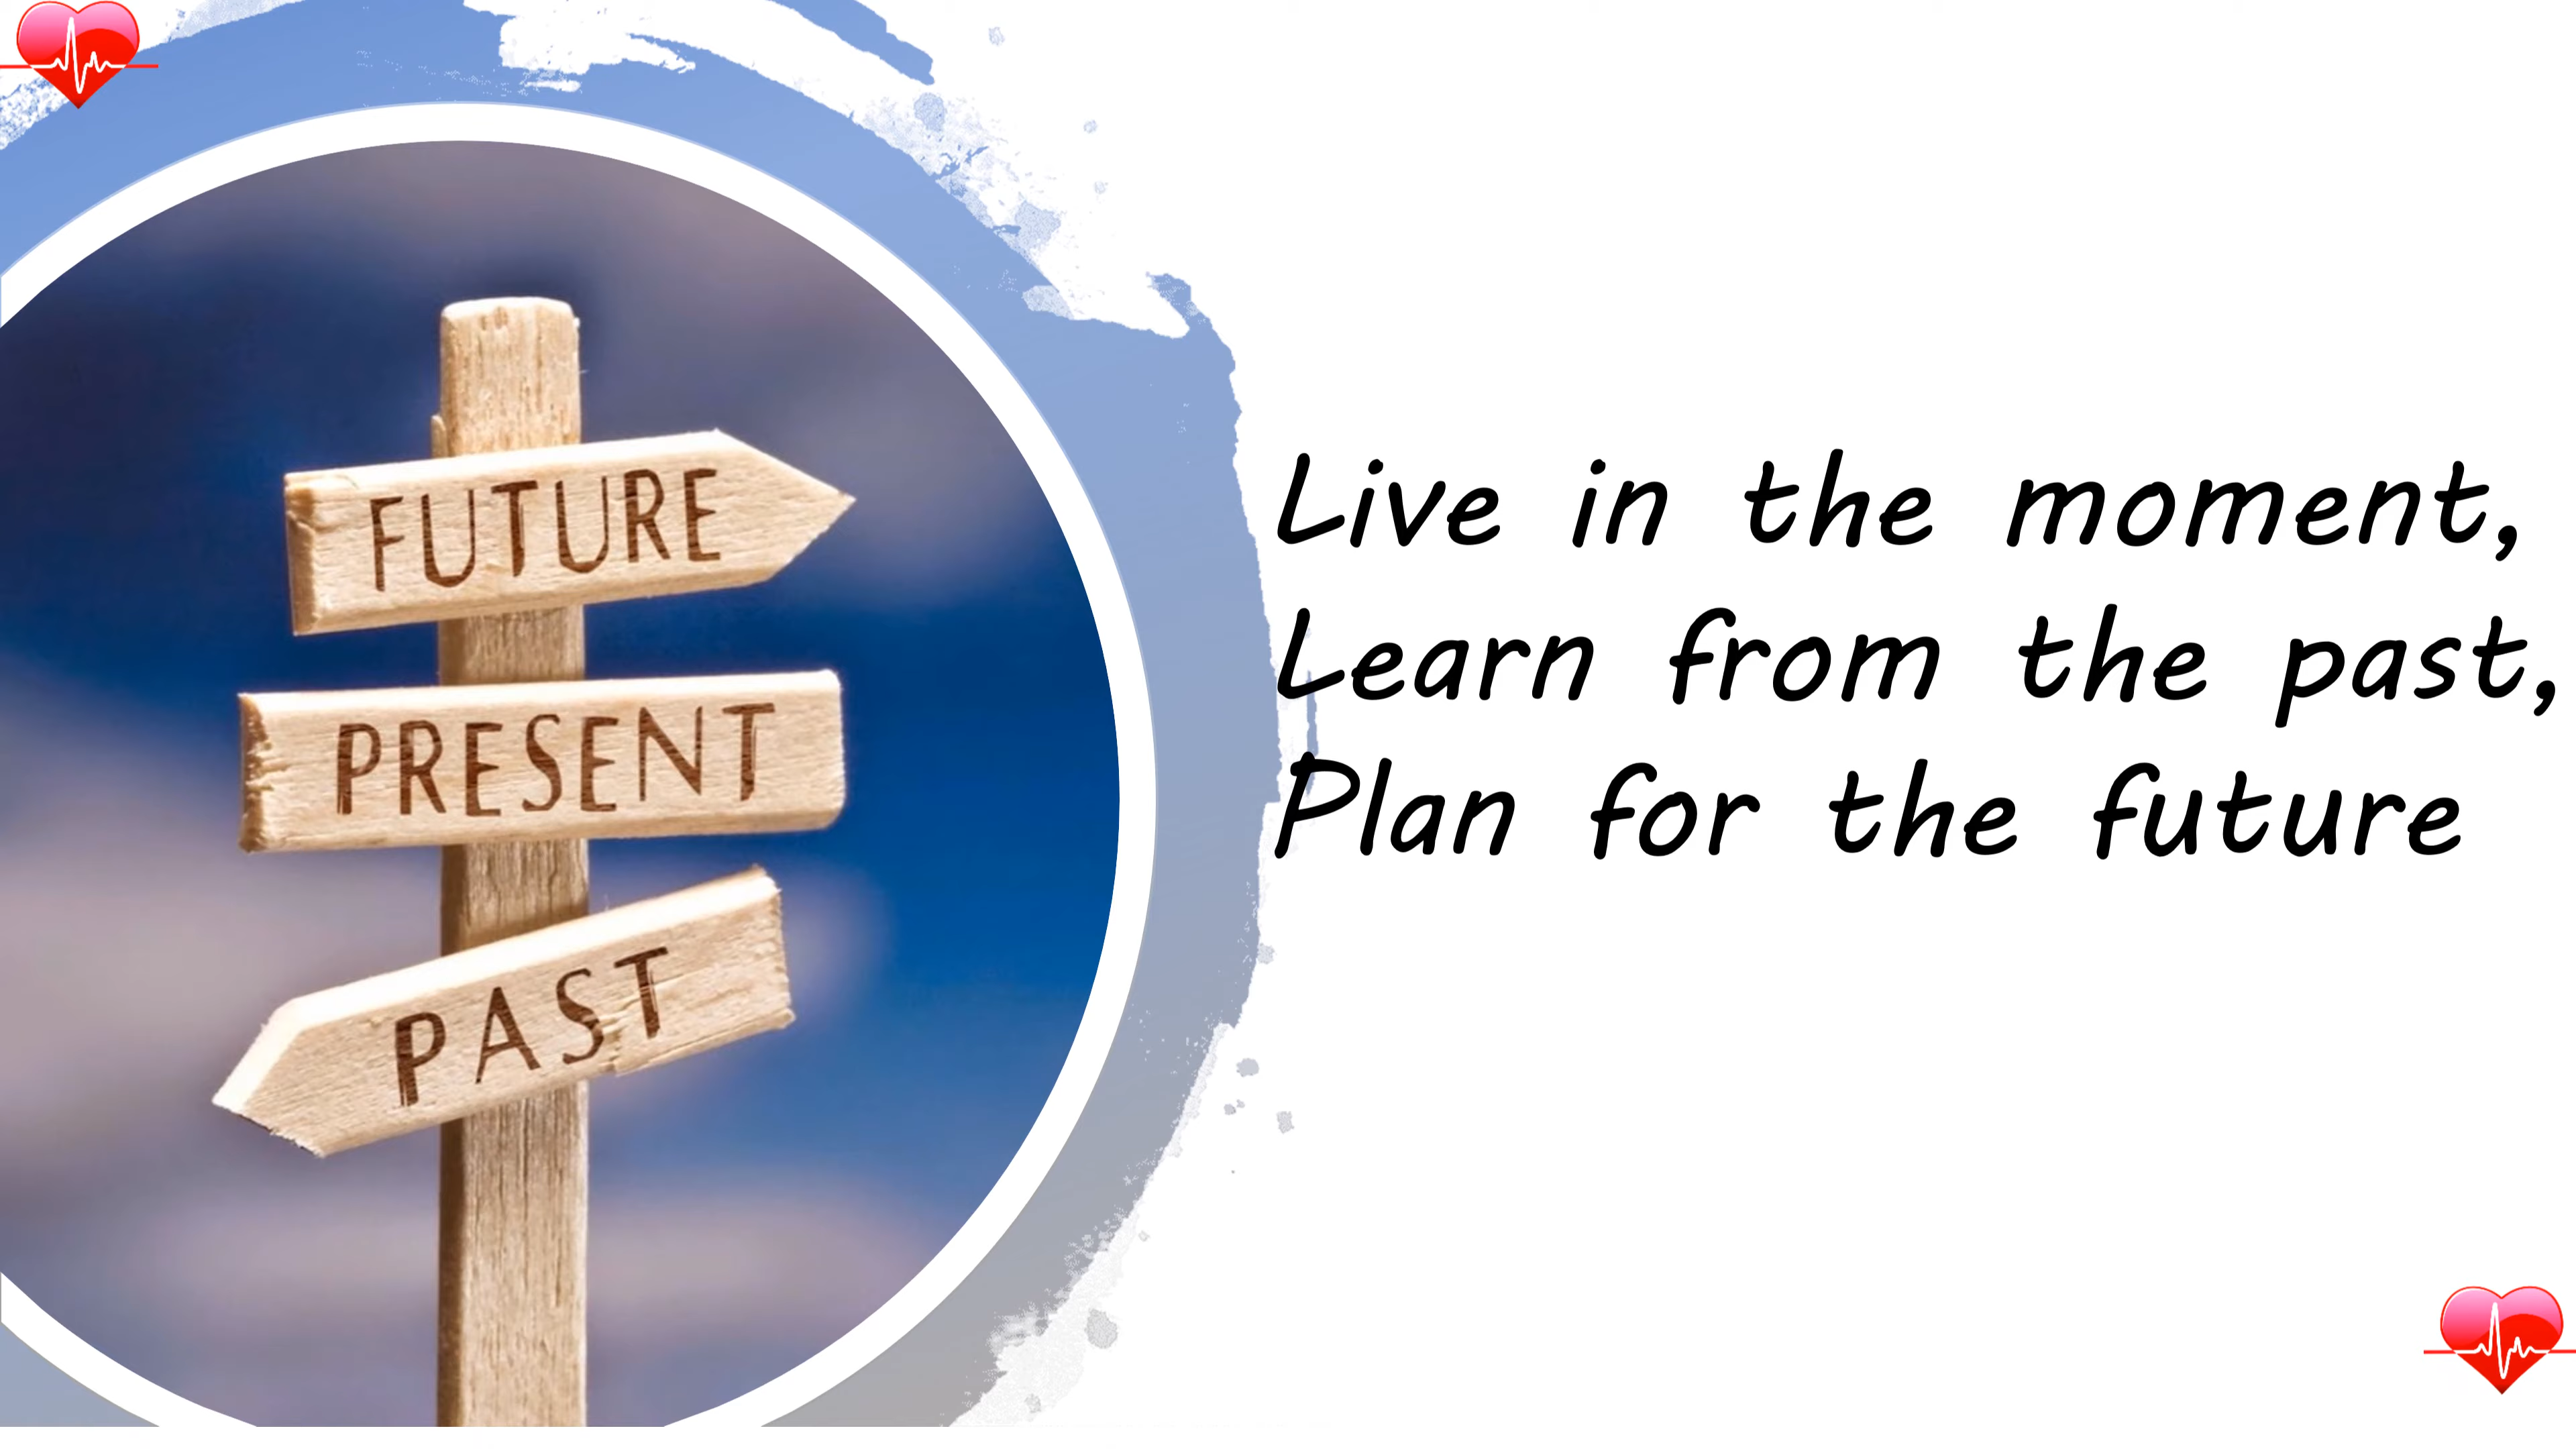 FUTURE
PRESENT
PAST
Live in the moment,
Learn from the past,
Plan for the future